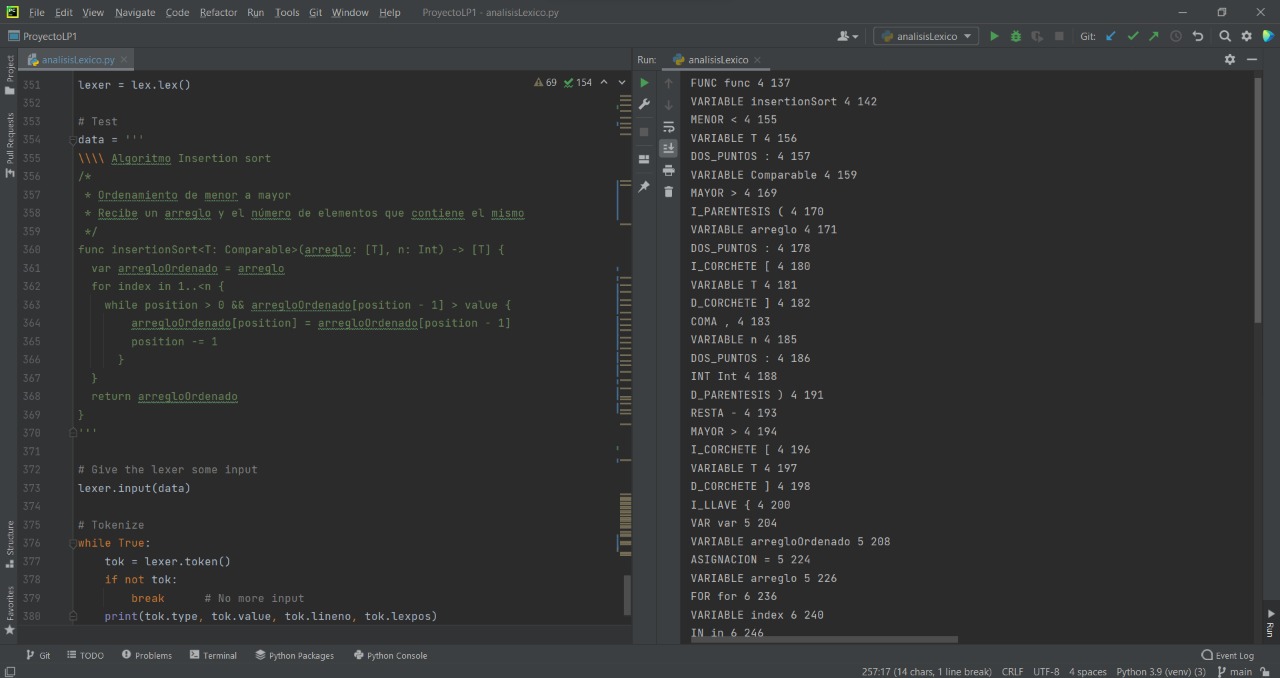 File Edit View Navigate Code Refactor Run Tools Git Window Help ProyectoLP1 - analisisLexico.py
ProyectoLP1 analisisLexico Git:
analisisLexico.py
Run: analisisLexico
Project
Pull Requests
Structure
Favorites
69 154
351 lexer = lex.lex()
352
353 # Test
354 data = '''
355 \\\\ Algoritmo Insertion sort
356 /*
357 * Ordenamiento de menor a mayor
358 * Recibe un arreglo y el número de elementos que contiene el mismo
359 */
360 func insertionSort<T: Comparable>(arreglo: [T], n: Int) -> [T] {
361 var arregloOrdenado = arreglo
362 for index in 1..<n {
363 while position > 0 && arregloOrdenado[position - 1] > value {
364 arregloOrdenado[position] = arregloOrdenado[position - 1]
365 position -= 1
366 }
367 }
368 return arregloOrdenado
369 }
370 '''
371
372 # Give the lexer some input
373 lexer.input(data)
374
375 # Tokenize
376 while True:
377 tok = lexer.token()
378 if not tok:
379 break # No more input
380 print(tok.type, tok.value, tok.lineno, tok.lexpos)
FUNC func 4 137
VARIABLE insertionSort 4 142
MENOR < 4 155
VARIABLE T 4 156
DOS_PUNTOS : 4 157
VARIABLE Comparable 4 159
MAYOR > 4 169
I_PARENTESIS ( 4 170
VARIABLE arreglo 4 171
DOS_PUNTOS : 4 178
I_CORCHETE [ 4 180
VARIABLE T 4 181
D_CORCHETE ] 4 182
COMA , 4 183
VARIABLE n 4 185
DOS_PUNTOS : 4 186
INT Int 4 188
D_PARENTESIS ) 4 191
RESTA - 4 193
MAYOR > 4 194
I_CORCHETE [ 4 196
VARIABLE T 4 197
D_CORCHETE ] 4 198
I_LLAVE { 4 200
VAR var 5 204
VARIABLE arregloOrdenado 5 208
ASIGNACION = 5 224
VARIABLE arreglo 5 226
FOR for 6 236
VARIABLE index 6 240
IN in 6 246
Run
Git TODO Problems Terminal Python Packages Python Console Event Log
257:17 (14 chars, 1 line break) CRLF UTF-8 4 spaces Python 3.9 (venv) (3) main